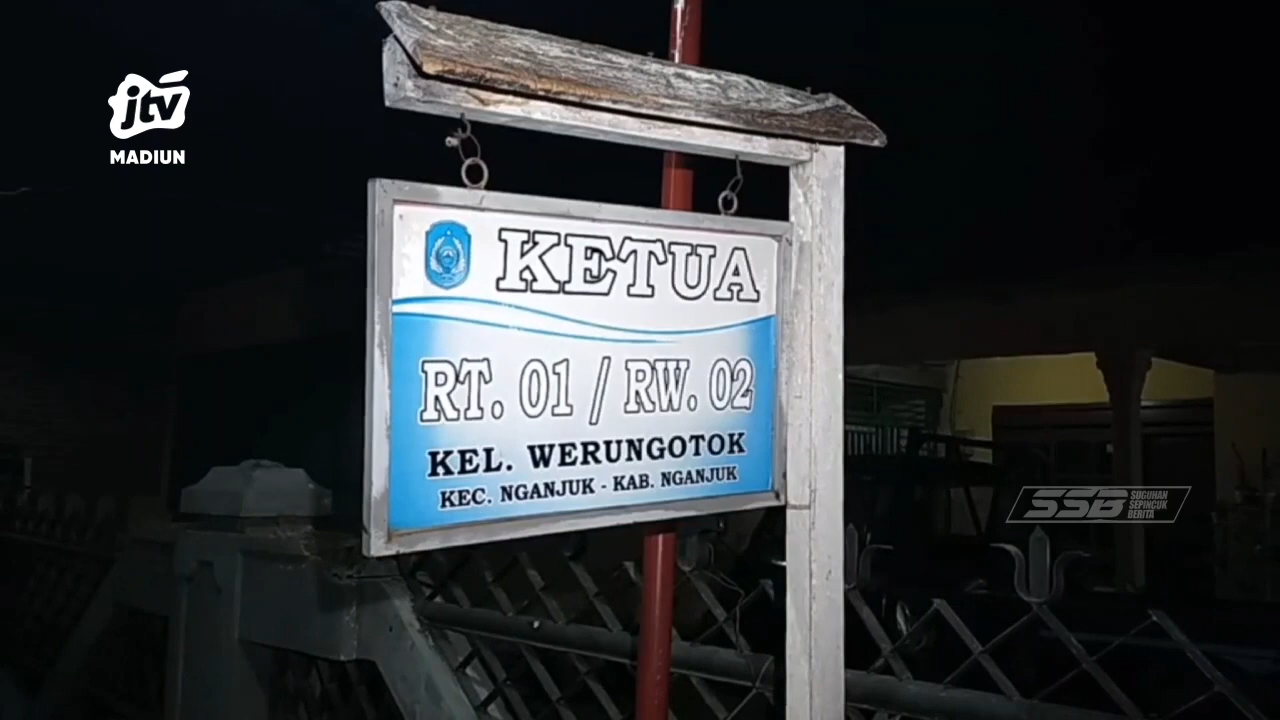 jtv
MADIUN
KETUA
RT. 01 / RW. 02
KEL. WERUNGOTOK
KEC. NGANJUK - KAB. NGANJUK
SSB SUGUHAN
SEPINCUK
BERITA